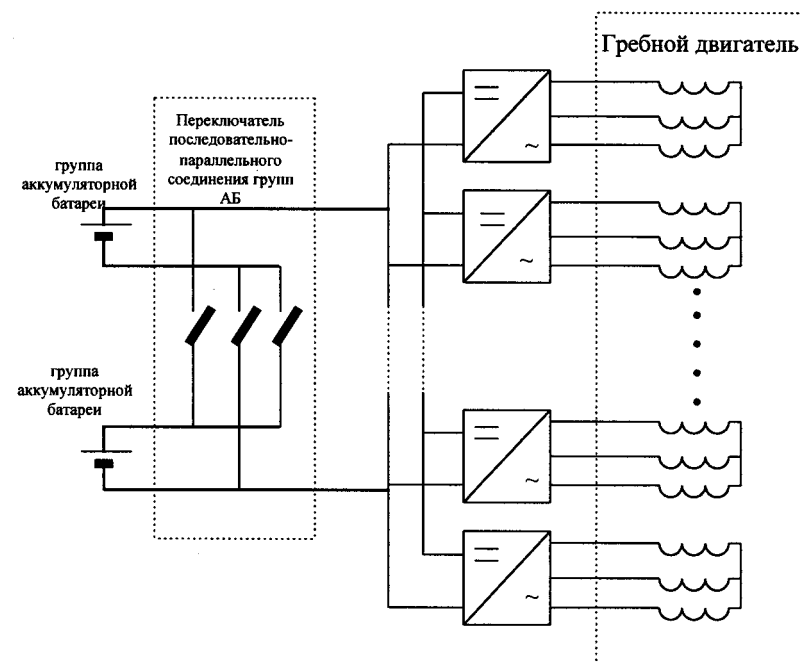 Гребной двигатель
Переключатель
последовательно-
параллельного
соединения групп
АБ
группа
аккумуляторной
батареи
группа
аккумуляторной
батареи
~
~
~
~